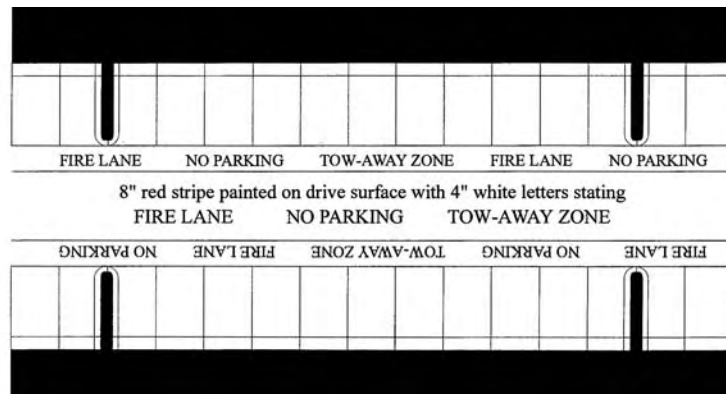 FIRE LANE NO PARKING TOW-AWAY ZONE FIRE LANE NO PARKING
8" red stripe painted on drive surface with 4" white letters stating
FIRE LANE NO PARKING TOW-AWAY ZONE
NO PARKING FIRE LANE TOW-AWAY ZONE NO PARKING FIRE LANE